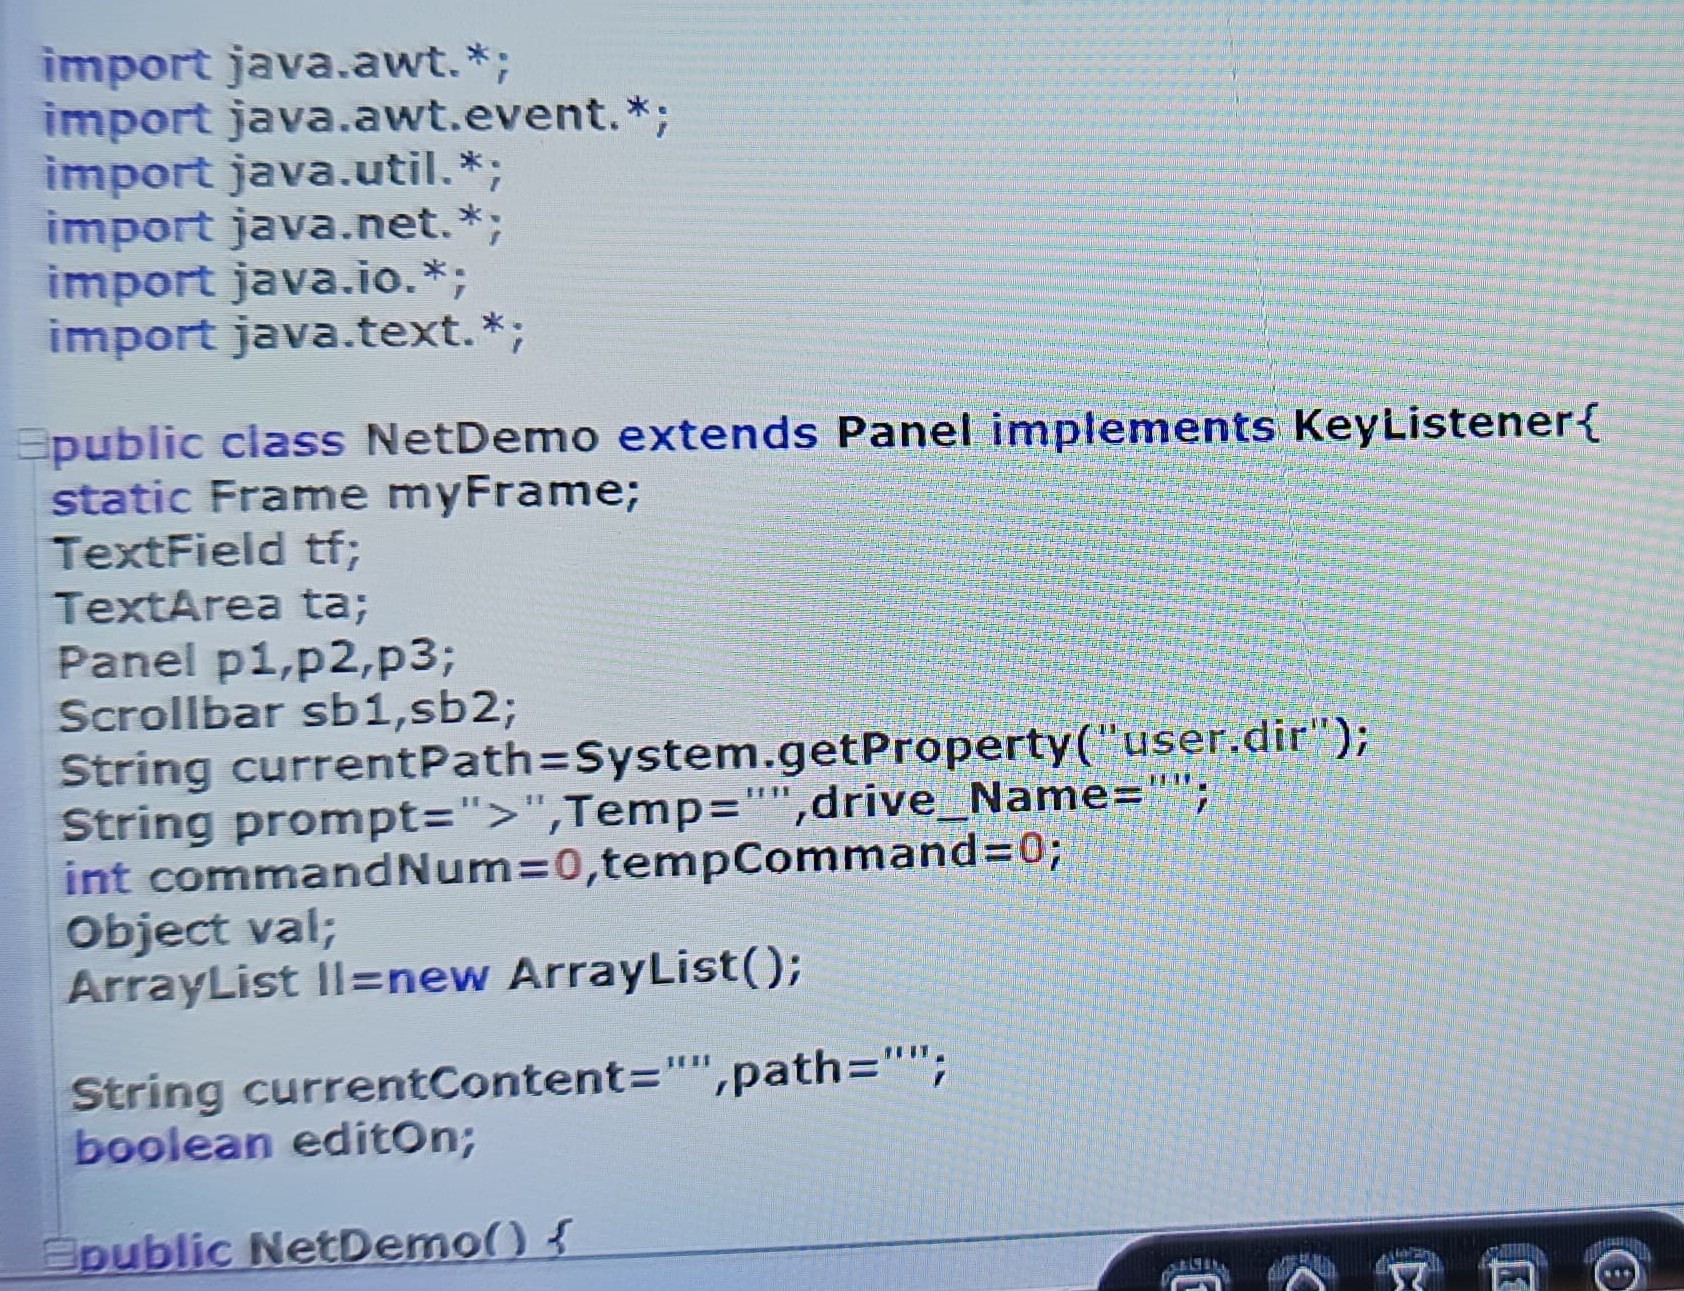 import java.awt.*;
import java.awt.event.*;
import java.util.*;
import java.net.*;
import java.io.*;
import java.text.*;
public class NetDemo extends Panel implements KeyListener{
static Frame myFrame;
TextField tf;
TextArea ta;
Panel p1,p2,p3;
Scrollbar sb1,sb2;
String currentPath=System.getProperty("user.dir");
String prompt=">",Temp="",drive_Name="";
int commandNum=0,tempCommand=0;
Object val;
ArrayList ll=new ArrayList();
String currentContent="",path="";
boolean editOn;
public NetDemo() {